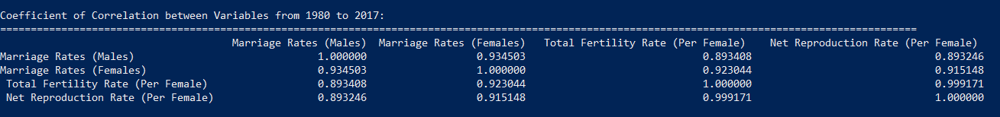 Coefficient of Correlation between Variables from 1980 to 2017:
======================================================================================================================================================
Marriage Rates (Males) Marriage Rates (Females) Total Fertility Rate (Per Female) Net Reproduction Rate (Per Female)
Marriage Rates (Males) 1.000000 0.934503 0.893408 0.893246
Marriage Rates (Females) 0.934503 1.000000 0.923044 0.915148
Total Fertility Rate (Per Female) 0.893408 0.923044 1.000000 0.999171
Net Reproduction Rate (Per Female) 0.893246 0.915148 0.999171 1.000000